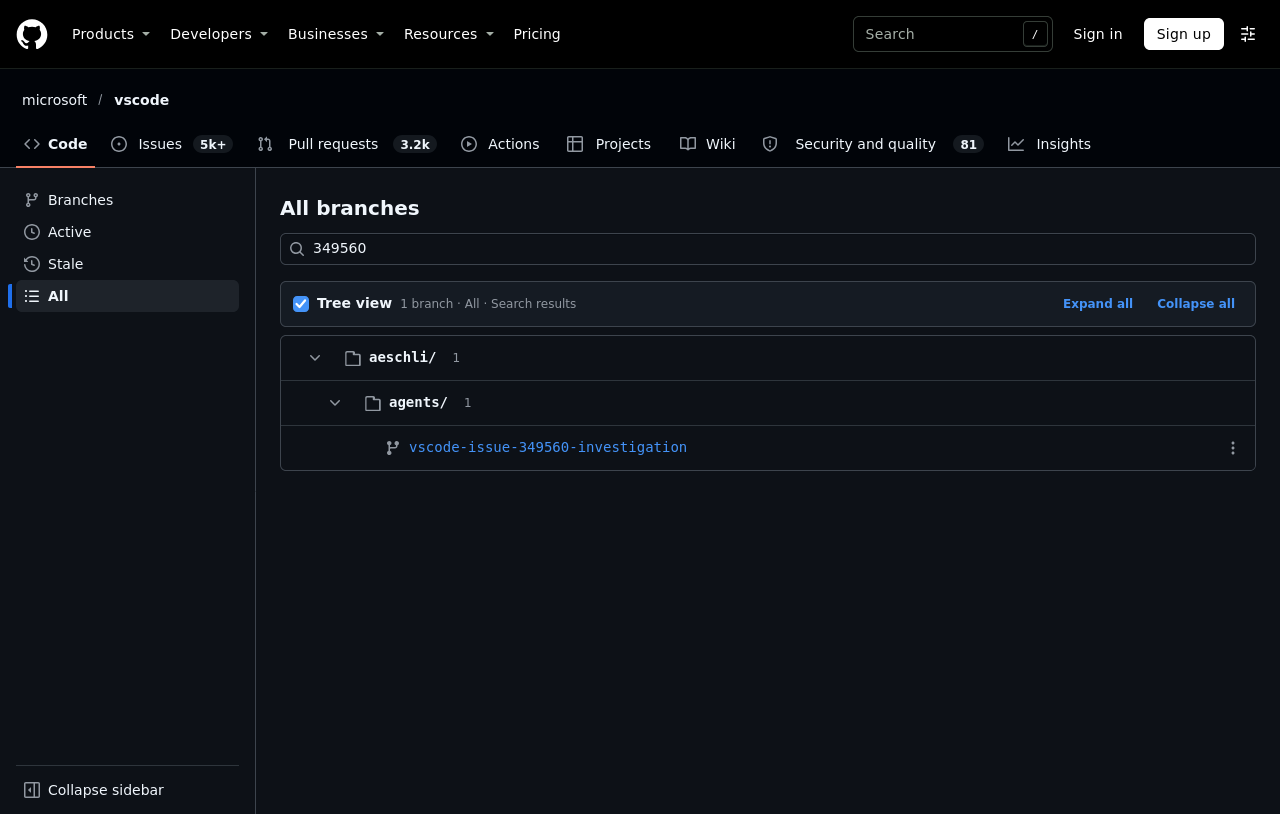 Products Developers Businesses Resources Pricing Search / Sign in Sign up
microsoft / vscode
Code Issues 5k+ Pull requests 3.2k Actions Projects Wiki Security and quality 81 Insights
Branches
Active
Stale
All
Collapse sidebar
All branches
349560
Tree view 1 branch · All · Search results Expand all Collapse all
aeschli/ 1
agents/ 1
vscode-issue-349560-investigation